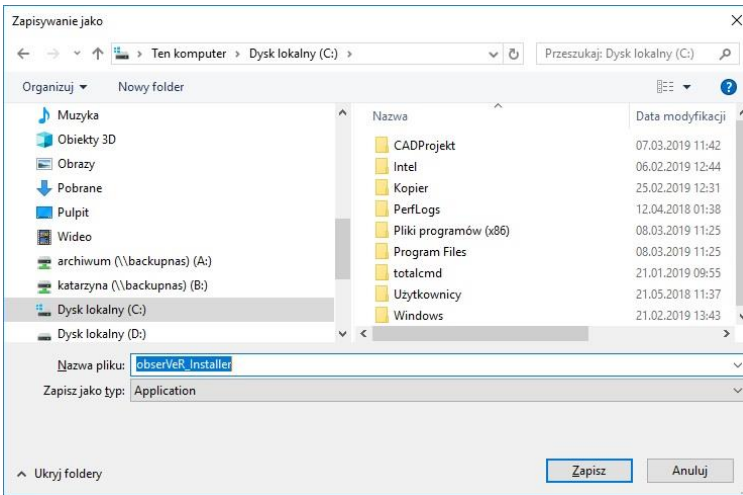 Zapisywanie jako
Ten komputer › Dysk lokalny (C:) ›
Przeszukaj: Dysk lokalny (C:)
Organizuj
Nowy folder
Muzyka
Obiekty 3D
Obrazy
Pobrane
Pulpit
Wideo
archiwum (\\backupnas) (A:)
katarzyna (\\backupnas) (B:)
Dysk lokalny (C:)
Dysk lokalny (D:)
Nazwa Data modyfikacji
CADProjekt 07.03.2019 11:42
Intel 06.02.2019 12:44
Kopier 25.02.2019 12:31
PerfLogs 12.04.2018 01:38
Pliki programów (x86) 08.03.2019 11:25
Program Files 08.03.2019 11:25
totalcmd 21.01.2019 09:55
Użytkownicy 21.05.2018 11:37
Windows 21.02.2019 13:43
Nazwa pliku: obserVeR_Installer
Zapisz jako typ: Application
Ukryj foldery
Zapisz
Anuluj